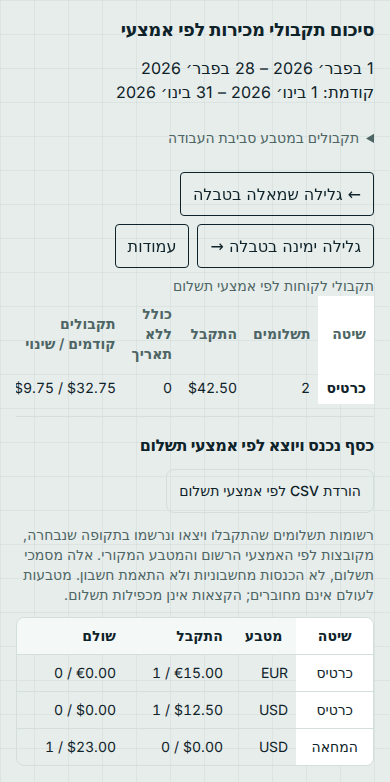 סיכום תקבולי מכירות לפי אמצעי
1 בפבר׳ 2026 – 28 בפבר׳ 2026
קודמת: 1 בינו׳ 2026 – 31 בינו׳ 2026
◀ תקבולים במטבע סביבת העבודה
← גלילה שמאלה בטבלה
גלילה ימינה בטבלה → עמודות
תקבולי לקוחות לפי אמצעי תשלום
שיטה תשלומים התקבל כולל ללא תאריך תקבולים קודמים / שינוי
כרטיס 2 $42.50 0 $32.75 / $9.75
כסף נכנס ויוצא לפי אמצעי תשלום
הורדת CSV לפי אמצעי תשלום
רשומות תשלומים שהתקבלו ויצאו ונרשמו בתקופה שנבחרה,
מקובצות לפי האמצעי הרשום והמטבע המקורי. אלה מסמכי
תשלום, לא הכנסות מחשבוניות ולא התאמת חשבון. מטבעות
לעולם אינם מחוברים; הקצאות אינן מכפילות תשלום.
שיטה מטבע התקבל שולם
כרטיס EUR 1 / €15.00 0 / €0.00
כרטיס USD 1 / $12.50 0 / $0.00
המחאה USD 0 / $0.00 1 / $23.00